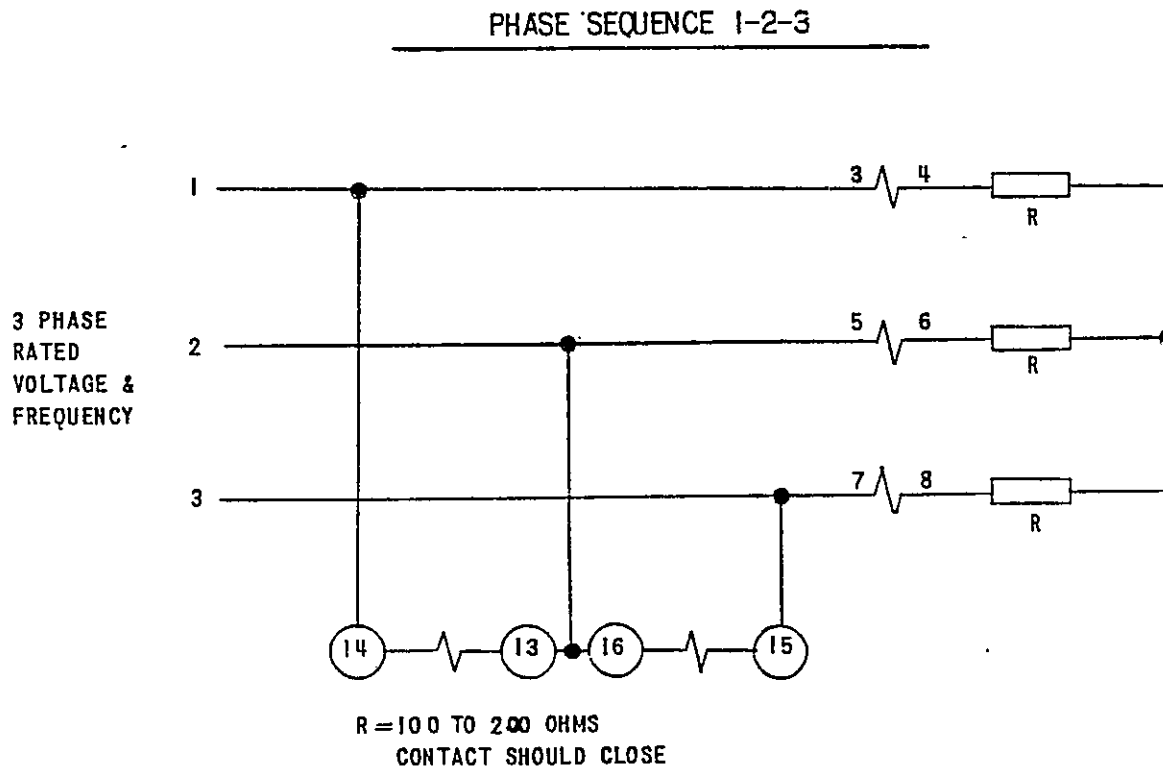 PHASE SEQUENCE 1-2-3
1
3
4
R
3 PHASE
RATED
VOLTAGE &
FREQUENCY
2
5
6
R
3
7
8
R
14
13
16
15
R=100 TO 200 OHMS
CONTACT SHOULD CLOSE